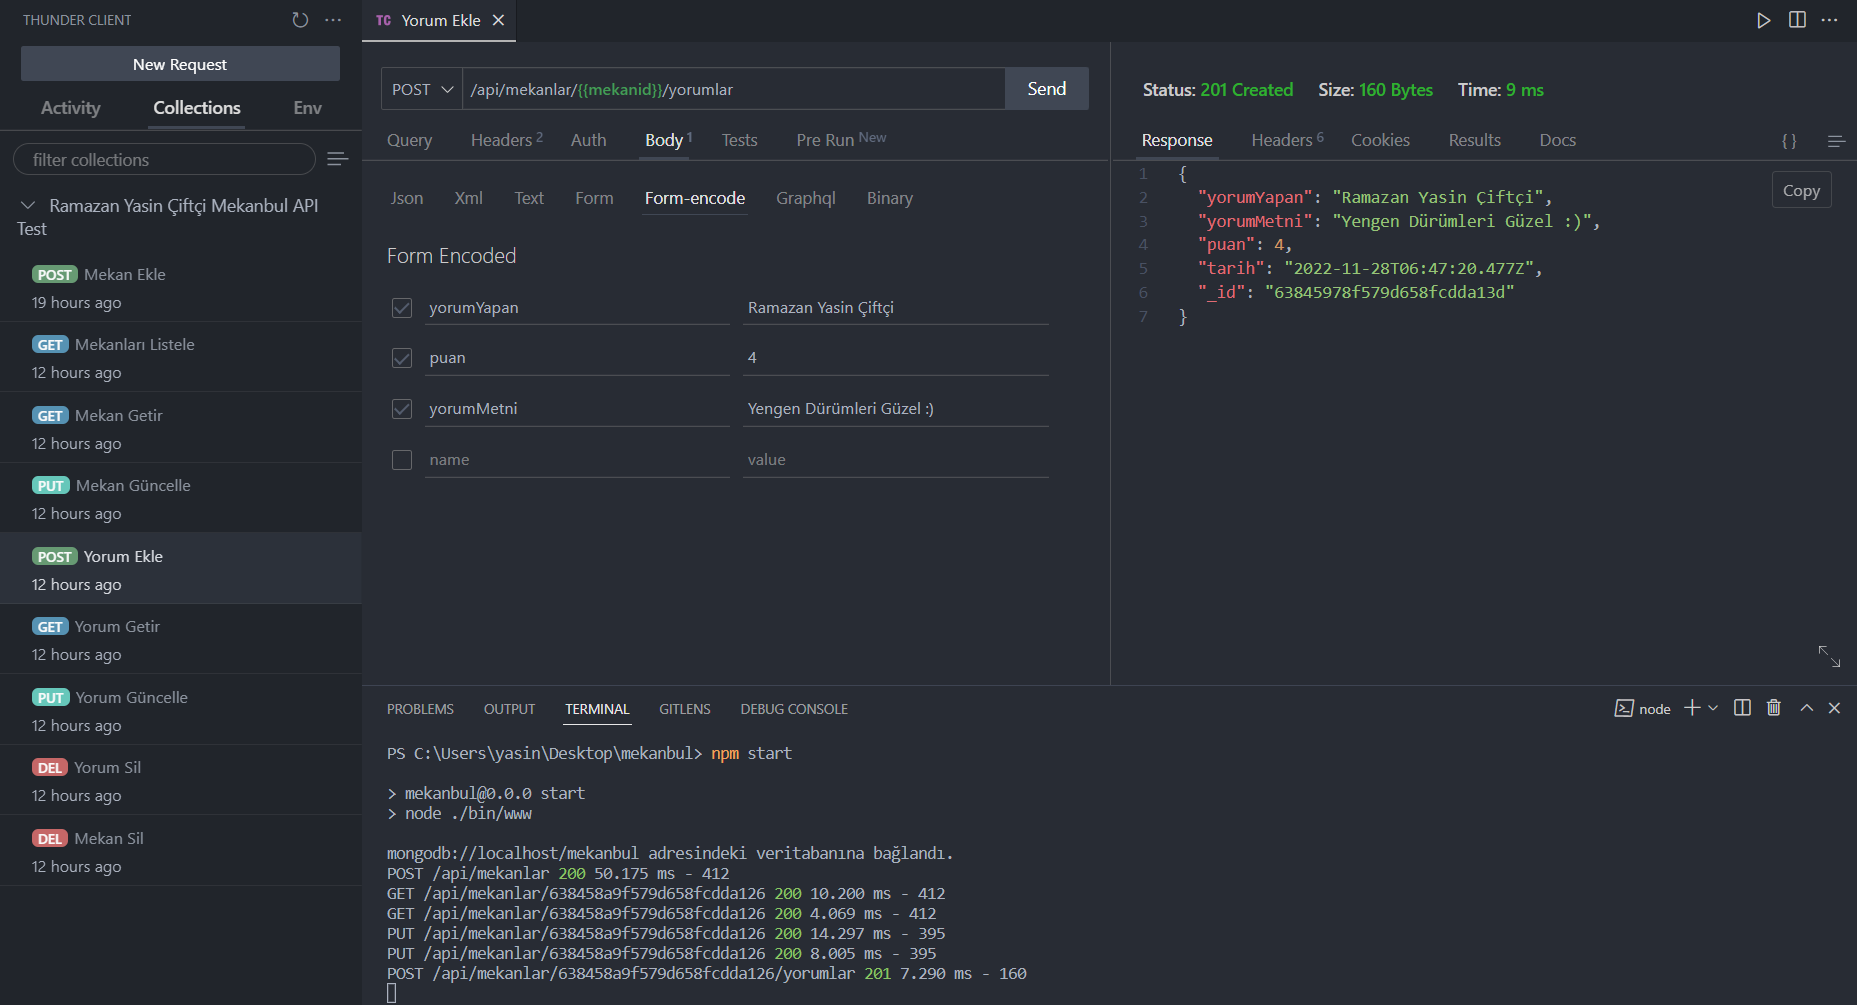 THUNDER CLIENT
New Request
Activity Collections Env
filter collections
Ramazan Yasin Çiftçi Mekanbul API
Test
POST Mekan Ekle
19 hours ago
GET Mekanları Listele
12 hours ago
GET Mekan Getir
12 hours ago
PUT Mekan Güncelle
12 hours ago
POST Yorum Ekle
12 hours ago
GET Yorum Getir
12 hours ago
PUT Yorum Güncelle
12 hours ago
DEL Yorum Sil
12 hours ago
DEL Mekan Sil
12 hours ago
TC Yorum Ekle
POST /api/mekanlar/{{mekanid}}/yorumlar Send
Query Headers 2 Auth Body 1 Tests Pre Run New
Json Xml Text Form Form-encode Graphql Binary
Form Encoded
yorumYapan Ramazan Yasin Çiftçi
puan 4
yorumMetni Yengen Dürümleri Güzel :)
name value
Status: 201 Created Size: 160 Bytes Time: 9 ms
Response Headers 6 Cookies Results Docs { }
Copy
1 {
2 "yorumYapan": "Ramazan Yasin Çiftçi",
3 "yorumMetni": "Yengen Dürümleri Güzel :)",
4 "puan": 4,
5 "tarih": "2022-11-28T06:47:20.477Z",
6 "_id": "63845978f579d658fcdda13d"
7 }
PROBLEMS OUTPUT TERMINAL GITLENS DEBUG CONSOLE
node
PS C:\Users\yasin\Desktop\mekanbul> npm start
> mekanbul@0.0.0 start
> node ./bin/www
mongodb://localhost/mekanbul adresindeki veritabanına bağlandı.
POST /api/mekanlar 200 50.175 ms - 412
GET /api/mekanlar/638458a9f579d658fcdda126 200 10.200 ms - 412
GET /api/mekanlar/638458a9f579d658fcdda126 200 4.069 ms - 412
PUT /api/mekanlar/638458a9f579d658fcdda126 200 14.297 ms - 395
PUT /api/mekanlar/638458a9f579d658fcdda126 200 8.005 ms - 395
POST /api/mekanlar/638458a9f579d658fcdda126/yorumlar 201 7.290 ms - 160